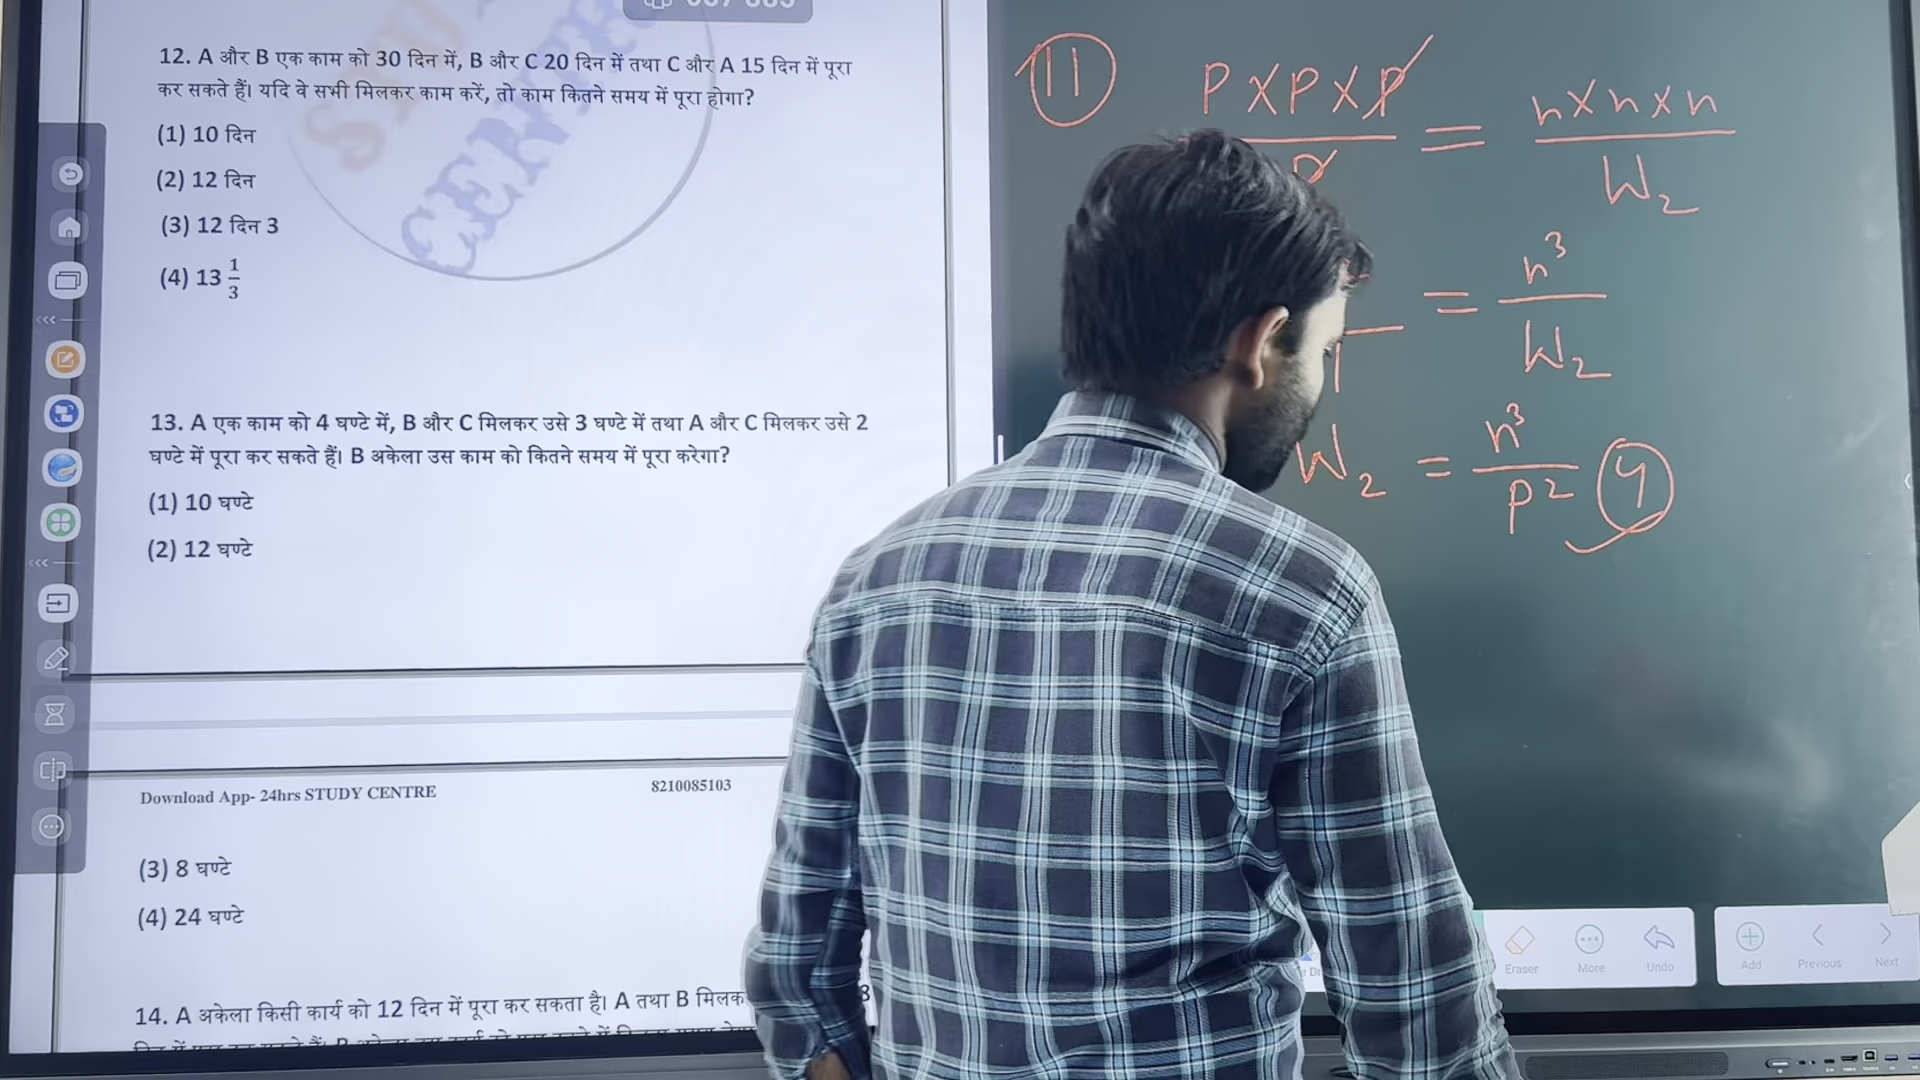 12. A और B एक काम को 30 दिन में, B और C 20 दिन में तथा C और A 15 दिन में पूरा
कर सकते हैं। यदि वे सभी मिलकर काम करें, तो काम कितने समय में पूरा होगा?
(1) 10 दिन
(2) 12 दिन
(3) 12 दिन 3
(4) 13 1/3
CENTRE
13. A एक काम को 4 घण्टे में, B और C मिलकर उसे 3 घण्टे में तथा A और C मिलकर उसे 2
घण्टे में पूरा कर सकते हैं। B अकेला उस काम को कितने समय में पूरा करेगा?
(1) 10 घण्टे
(2) 12 घण्टे
Download App- 24hrs STUDY CENTRE 8210085103
(3) 8 घण्टे
(4) 24 घण्टे
14. A अकेला किसी कार्य को 12 दिन में पूरा कर सकता है। A तथा B मिलक 8
11
P X P X P / P = n X n X n / W2
= n³ / W2
W2 = n³ / P² 4
Eraser More Undo Add Previous Next